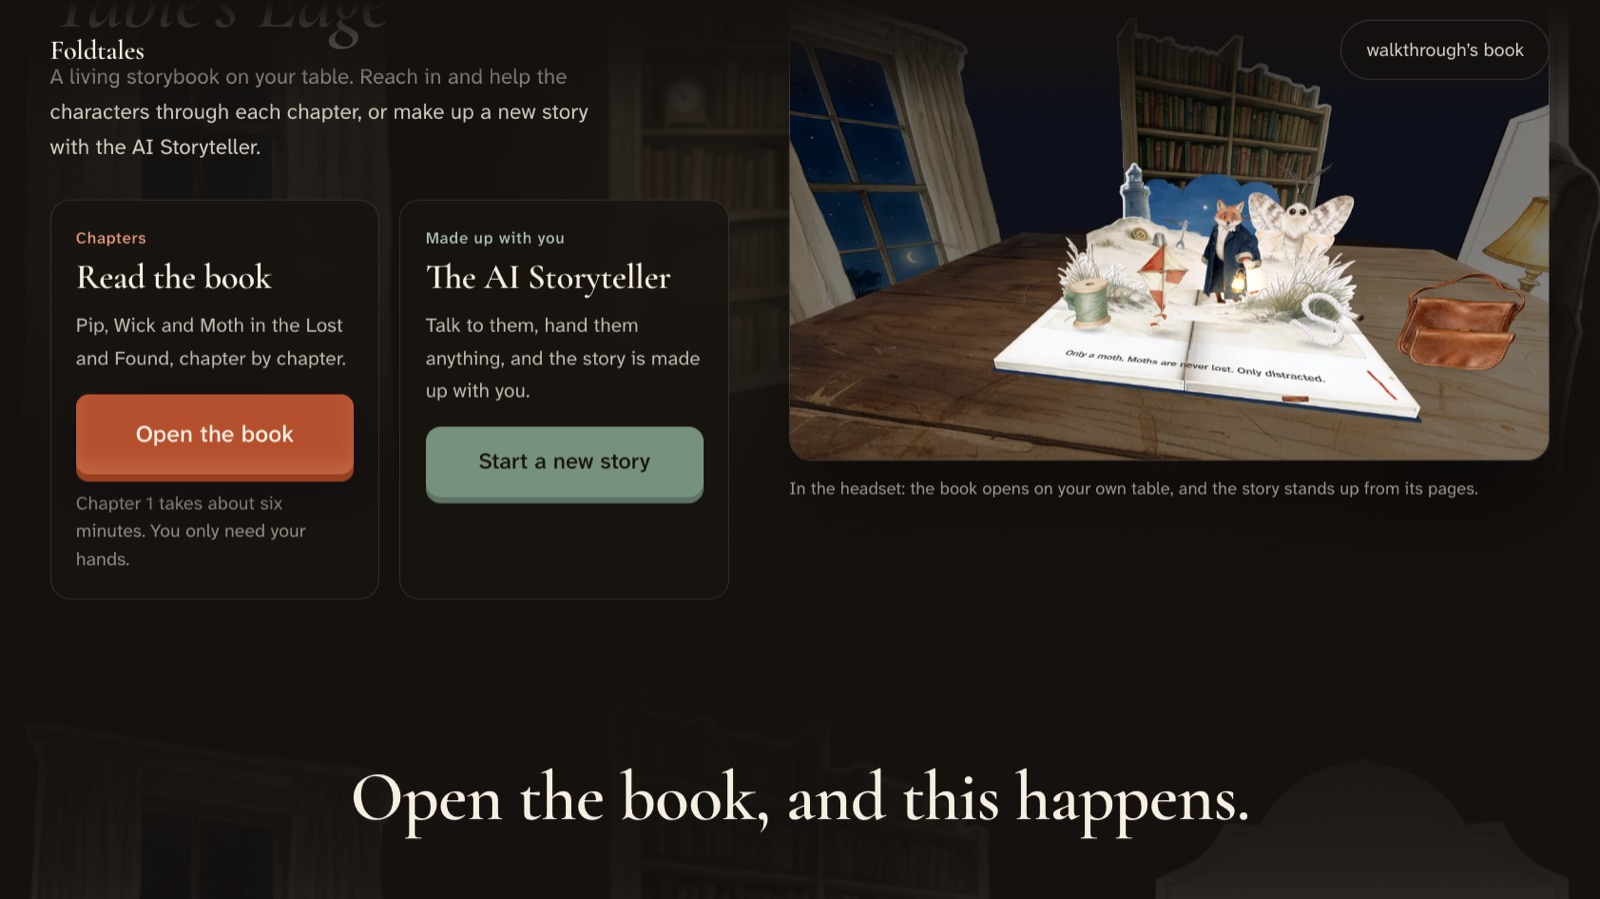 Table's Edge
Foldtales
walkthrough's book
A living storybook on your table. Reach in and help the
characters through each chapter, or make up a new story
with the AI Storyteller.
Chapters
Read the book
Pip, Wick and Moth in the Lost
and Found, chapter by chapter.
Open the book
Chapter 1 takes about six
minutes. You only need your
hands.
Made up with you
The AI Storyteller
Talk to them, hand them
anything, and the story is made
up with you.
Start a new story
Only a moth. Moths are never lost. Only distracted.
In the headset: the book opens on your own table, and the story stands up from its pages.
Open the book, and this happens.